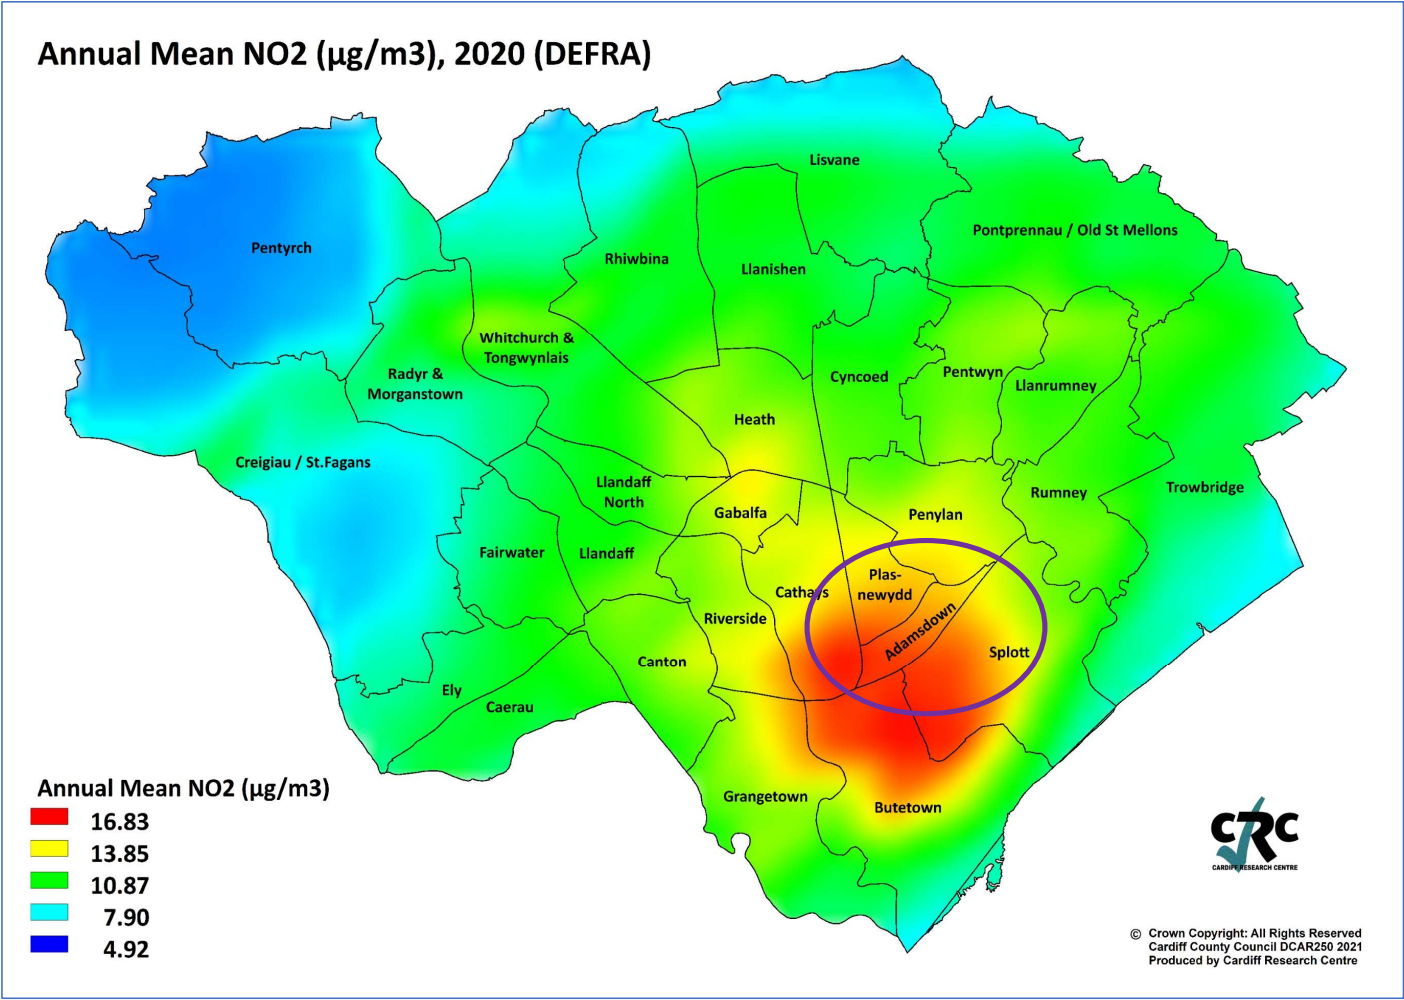 Annual Mean NO2 (µg/m3), 2020 (DEFRA)
Lisvane
Pontprennau / Old St Mellons
Pentyrch
Rhiwbina
Llanishen
Whitchurch &
Tongwynlais
Radyr &
Morganstown
Cyncoed
Pentwyn
Llanrumney
Heath
Creigiau / St.Fagans
Llandaff
North
Rumney
Trowbridge
Gabalfa
Penylan
Fairwater
Llandaff
Plas-
newydd
Cathays
Riverside
Adamsdown
Splott
Canton
Ely
Caerau
Grangetown
Butetown
Annual Mean NO2 (µg/m3)
16.83
13.85
10.87
7.90
4.92
CRC
CARDIFF RESEARCH CENTRE
© Crown Copyright: All Rights Reserved
Cardiff County Council DCAR250 2021
Produced by Cardiff Research Centre